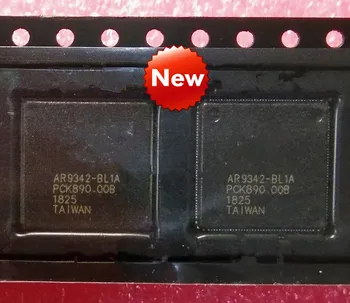 New
AR9342-BL1A
PCK890.00B
1825
TAIWAN
AR9342-BL1A
PCK890.00B
1825
TAIWAN